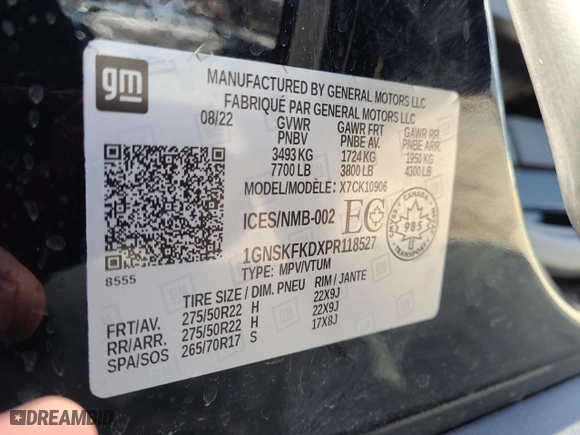 gm
MANUFACTURED BY GENERAL MOTORS LLC
FABRIQUÉ PAR GENERAL MOTORS LLC
08/22 GVWR GAWR FRT GAWR RR
PNBV PNBE AV. PNBE ARR.
3493 KG 1724 KG 1950 KG
7700 LB 3800 LB 4300 LB
MODEL/MODÈLE: X7CK10906
ICES/NMB-002 EC
CANADA
985
1GNSKFKDXPR118527
TYPE: MPV/VTUM
8555
TIRE SIZE / DIM. PNEU RIM / JANTE
FRT/AV. 275/50R22 H 22X9J
RR/ARR. 275/50R22 H 22X9J
SPA/SOS 265/70R17 S 17X8J
DREAMBID